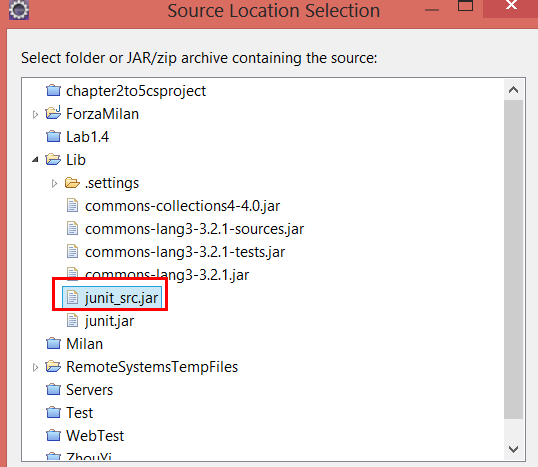 Source Location Selection
Select folder or JAR/zip archive containing the source:
chapter2to5csproject
ForzaMilan
Lab1.4
Lib
.settings
commons-collections4-4.0.jar
commons-lang3-3.2.1-sources.jar
commons-lang3-3.2.1-tests.jar
commons-lang3-3.2.1.jar
junit_src.jar
junit.jar
Milan
RemoteSystemsTempFiles
Servers
Test
WebTest
ZhouYi